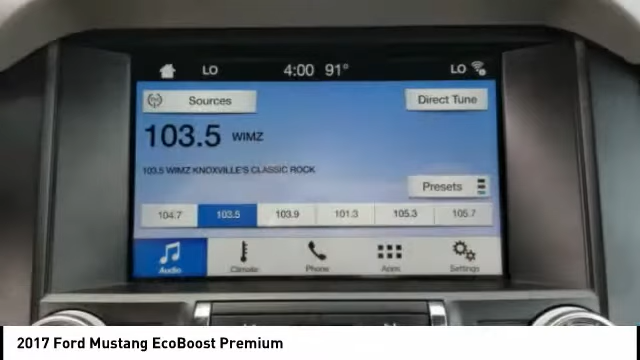 LO 4:00 91° LO
Sources Direct Tune
103.5 WIMZ
103.5 WIMZ KNOXVILLE'S CLASSIC ROCK
Presets
104.7 103.5 103.9 101.3 105.3 105.7
Audio Climate Phone Apps Settings
2017 Ford Mustang EcoBoost Premium